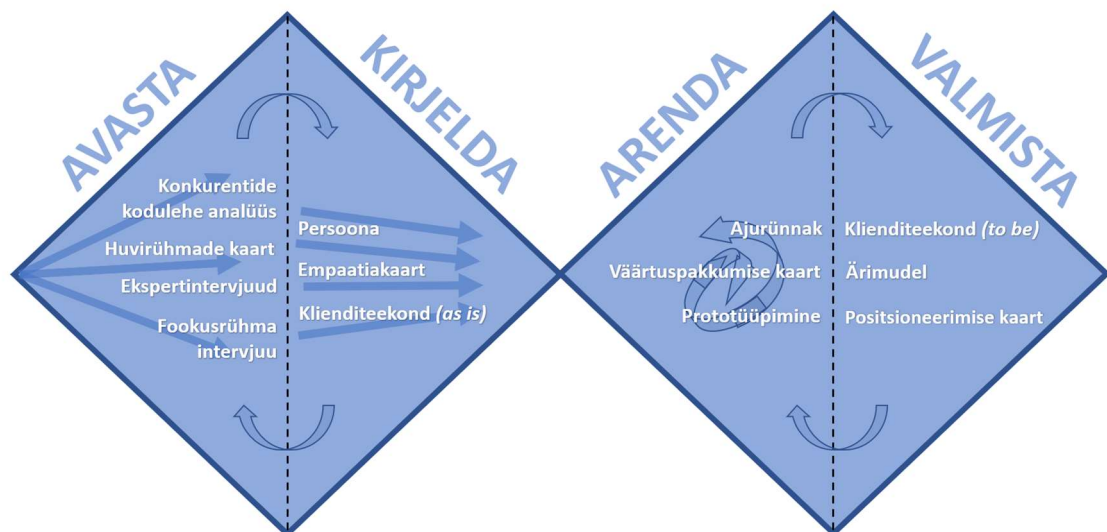 AVASTA
KIRJELDA
Konkurentide
kodulehe analüüs
Huvirühmade kaart
Ekspertintervjuud
Fookusrühma
intervjuu
Persoona
Empaatiakaart
Klienditeekond (as is)
ARENDA
VALMISTA
Ajurünnak
Väärtuspakkumise kaart
Prototüüpimine
Klienditeekond (to be)
Ärimudel
Positsioneerimise kaart